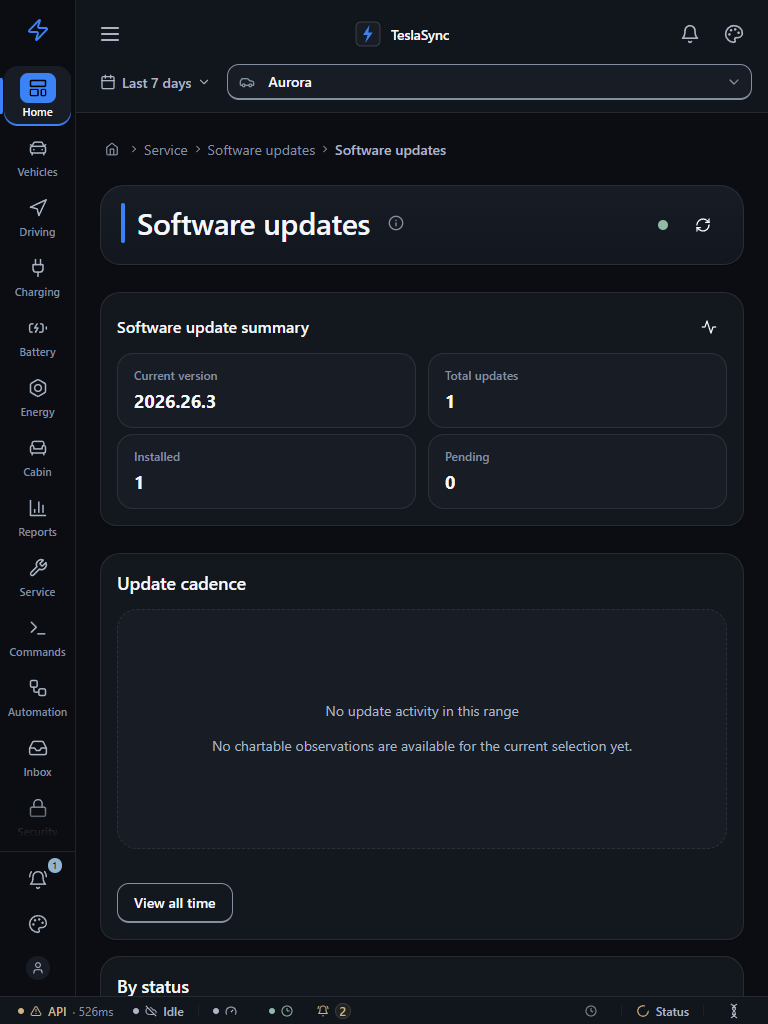 TeslaSync
Last 7 days
Aurora
Home
Vehicles
Driving
Charging
Battery
Energy
Cabin
Reports
Service
Commands
Automation
Inbox
Security
1
Service > Software updates > Software updates
Software updates
Software update summary
Current version
2026.26.3
Total updates
1
Installed
1
Pending
0
Update cadence
No update activity in this range
No chartable observations are available for the current selection yet.
View all time
By status
API · 526ms
Idle
2
Status